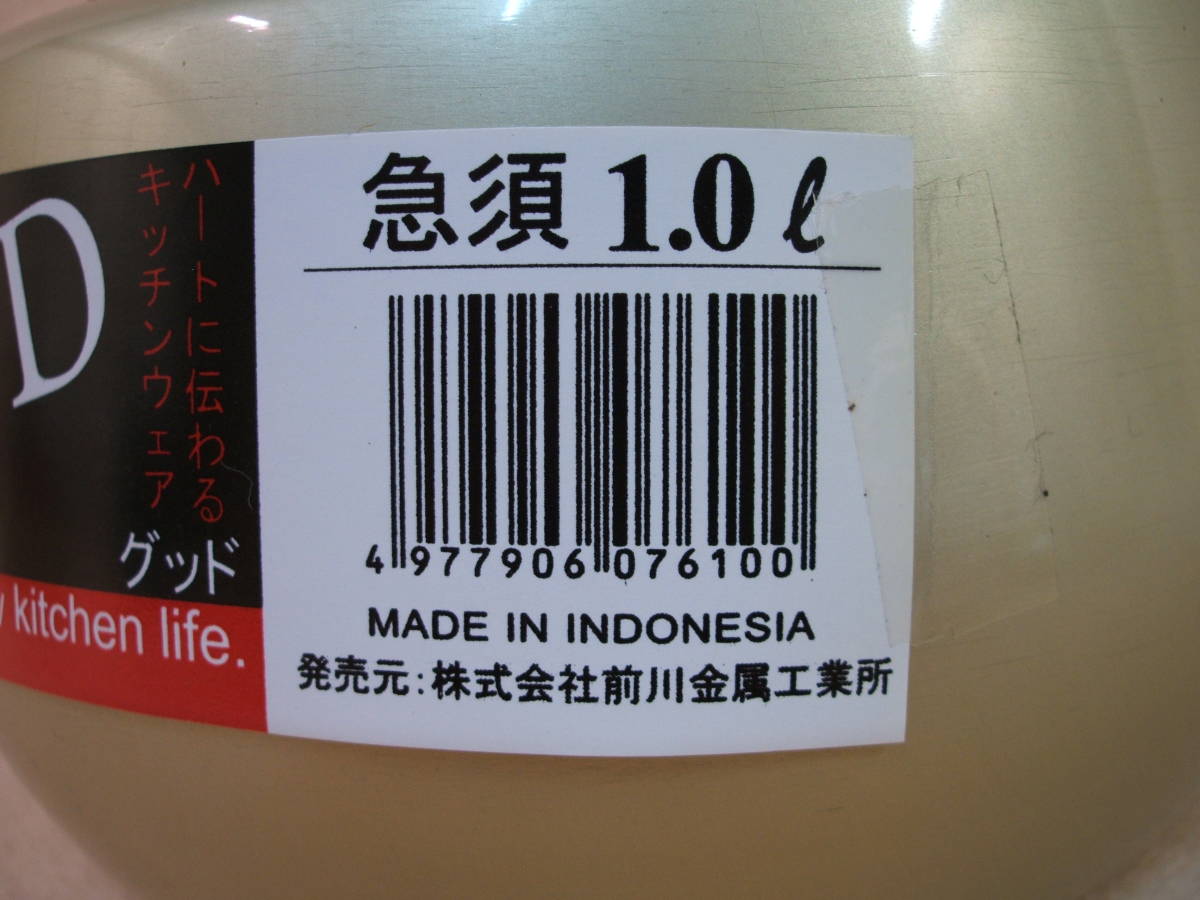 D
ハートに伝わる
キッチンウェア
グッド
kitchen life.
急須 1.0 ℓ
4 977906 076100
MADE IN INDONESIA
発売元：株式会社前川金属工業所